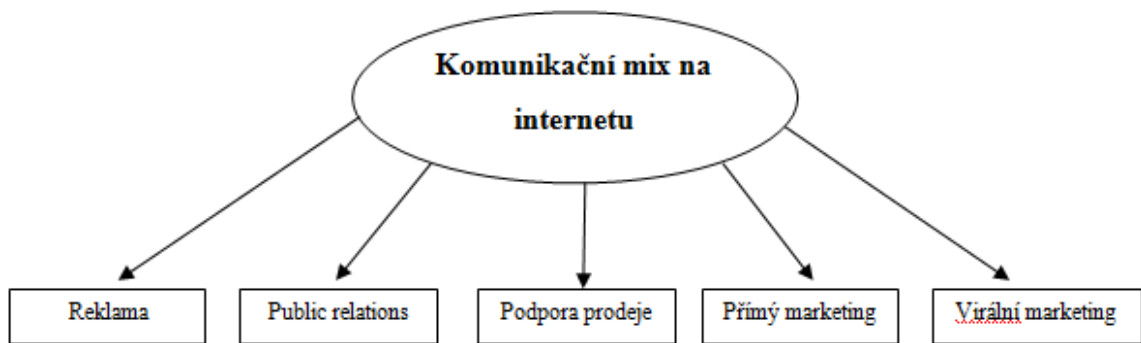 Komunikační mix na
internetu
Reklama
Public relations
Podpora prodeje
Přímý marketing
Virální marketing